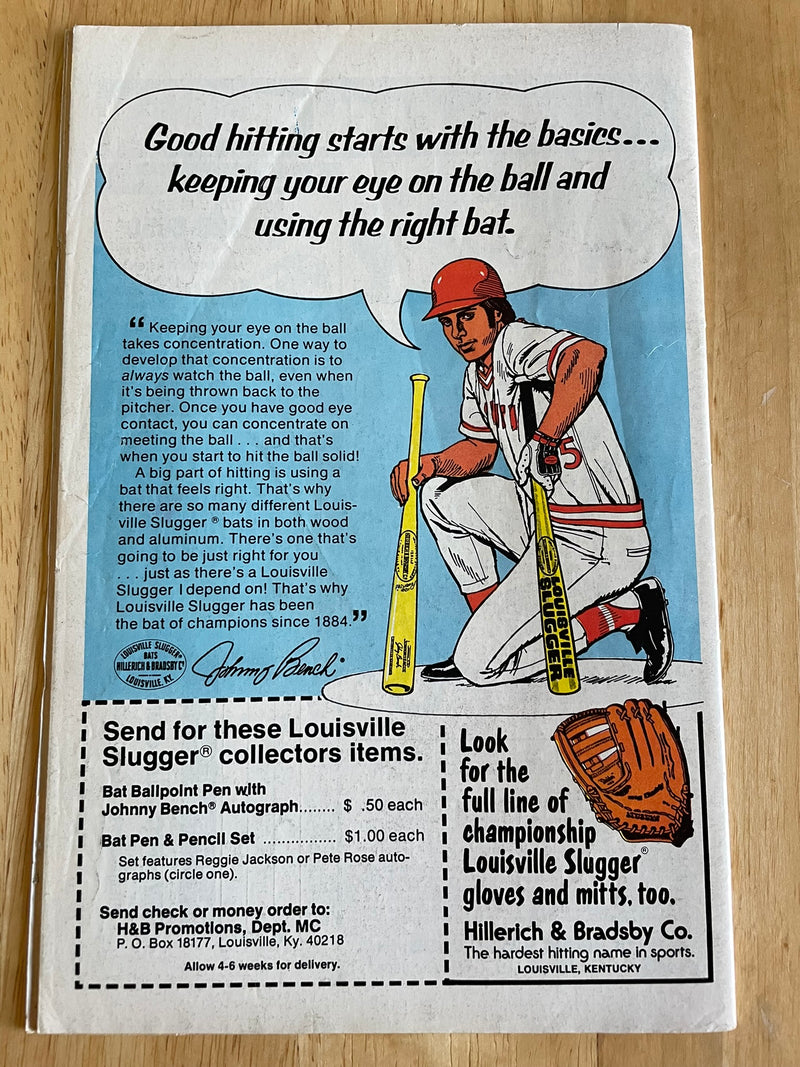 Good hitting starts with the basics...
keeping your eye on the ball and
using the right bat.
“ Keeping your eye on the ball
takes concentration. One way to
develop that concentration is to
always watch the ball, even when
it's being thrown back to the
pitcher. Once you have good eye
contact, you can concentrate on
meeting the ball . . . and that's
when you start to hit the ball solid!
A big part of hitting is using a
bat that feels right. That's why
there are so many different Louis-
ville Slugger ® bats in both wood
and aluminum. There's one that's
going to be just right for you
. . . just as there's a Louisville
Slugger I depend on! That's why
Louisville Slugger has been
the bat of champions since 1884.”
LOUISVILLE SLUGGER®
BATS
HILLERICH & BRADSBY Cº
LOUISVILLE, KY.
Johnny Bench
5
LOUISVILLE
SLUGGER
Send for these Louisville
Slugger® collectors items.
Bat Ballpoint Pen with
Johnny Bench® Autograph........ $ .50 each
Bat Pen & Pencil Set ................ $1.00 each
Set features Reggie Jackson or Pete Rose auto-
graphs (circle one).
Send check or money order to:
H&B Promotions, Dept. MC
P. O. Box 18177, Louisville, Ky. 40218
Allow 4-6 weeks for delivery.
Look
for the
full line of
championship
Louisville Slugger®
gloves and mitts, too.
Hillerich & Bradsby Co.
The hardest hitting name in sports.
LOUISVILLE, KENTUCKY